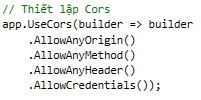 // Thiết lập Cors
app.UseCors(builder => builder
.AllowAnyOrigin()
.AllowAnyMethod()
.AllowAnyHeader()
.AllowCredentials());